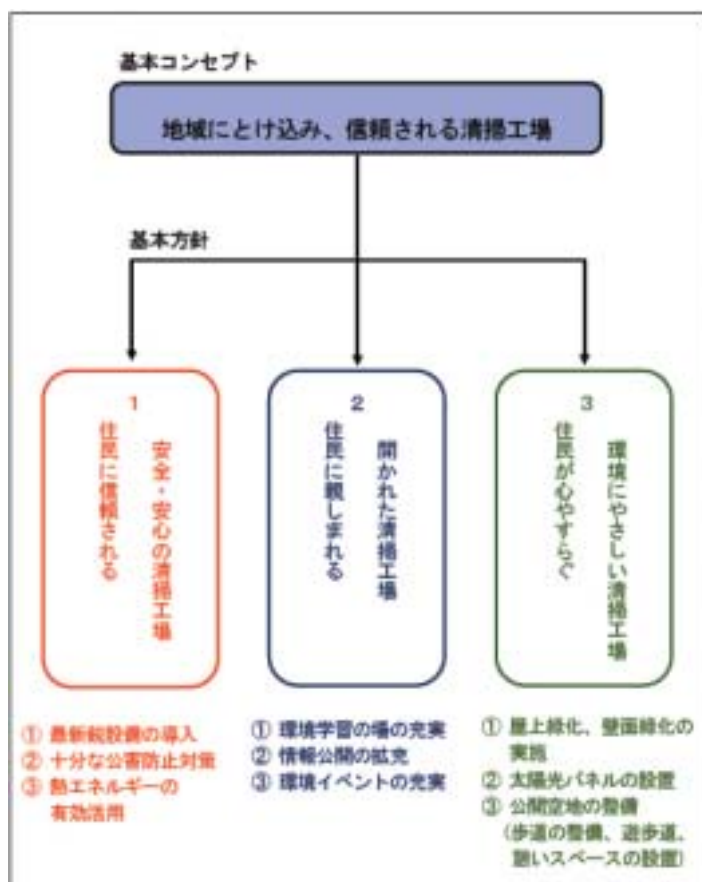 基本コンセプト
地域にとけ込み、信頼される清掃工場
基本方針
1
住民に信頼される
安全・安心の清掃工場
2
住民に親しまれる
開かれた清掃工場
3
住民が心やすらぐ
環境にやさしい清掃工場
① 最新鋭設備の導入
② 十分な公害防止対策
③ 熱エネルギーの
有効活用
① 環境学習の場の充実
② 情報公開の拡充
③ 環境イベントの充実
① 屋上緑化、壁面緑化の
実施
② 太陽光パネルの設置
③ 公開空地の整備
(歩道の整備、遊歩道、
憩いスペースの設置)